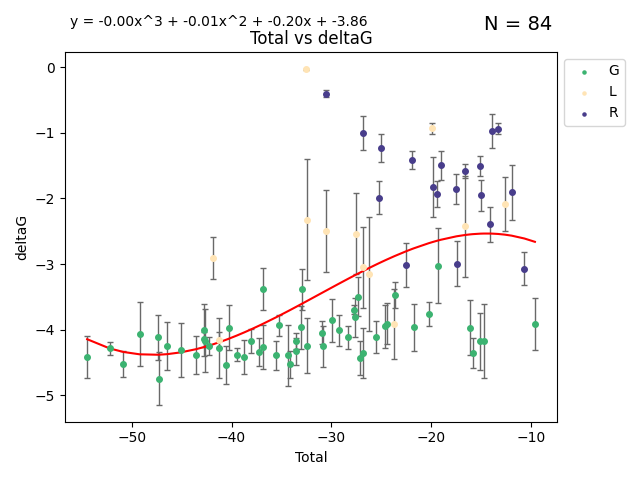 y = -0.00x^3 + -0.01x^2 + -0.20x + -3.86
N = 84
Total vs deltaG
G
L
R
0
−1
−2
−3
−4
−5
deltaG
−50
−40
−30
−20
−10
Total